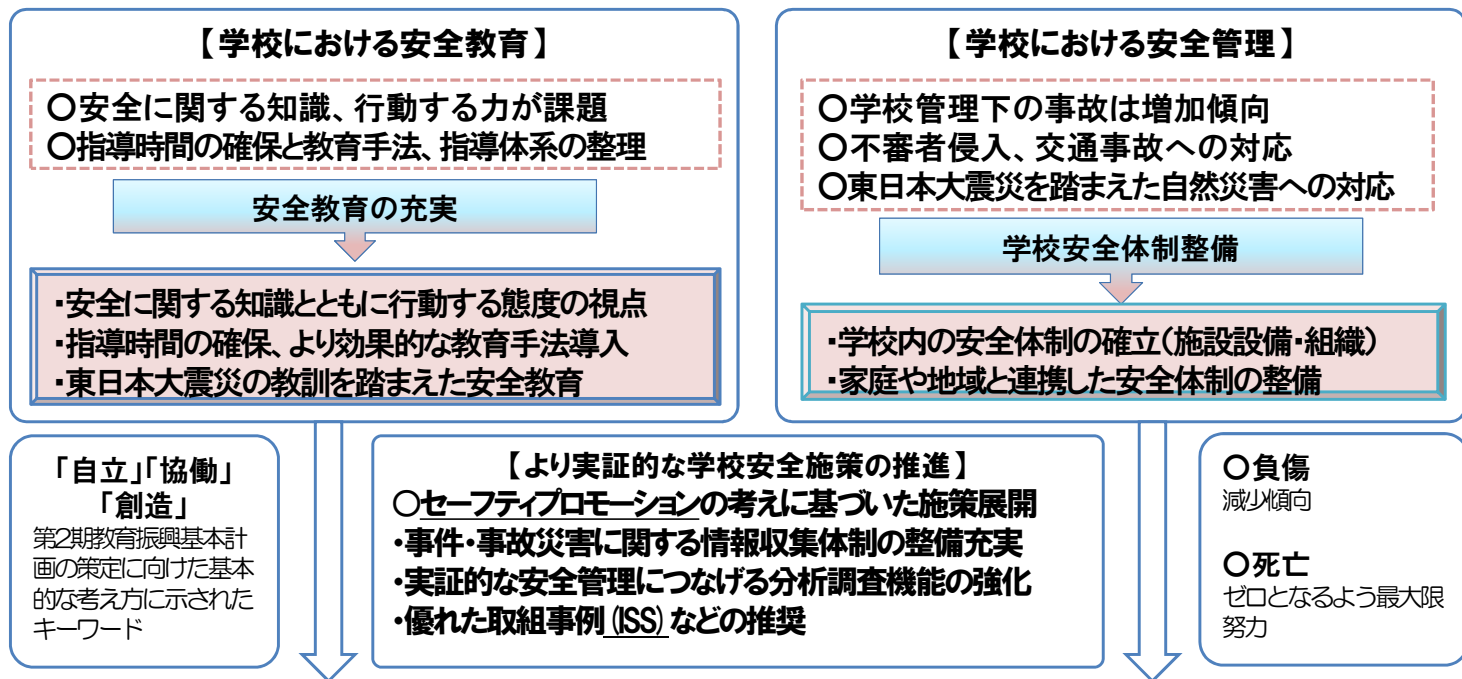 【学校における安全教育】
○安全に関する知識、行動する力が課題
○指導時間の確保と教育手法、指導体系の整理
安全教育の充実
・安全に関する知識とともに行動する態度の視点
・指導時間の確保、より効果的な教育手法導入
・東日本大震災の教訓を踏まえた安全教育
【学校における安全管理】
○学校管理下の事故は増加傾向
○不審者侵入、交通事故への対応
○東日本大震災を踏まえた自然災害への対応
学校安全体制整備
・学校内の安全体制の確立(施設設備・組織)
・家庭や地域と連携した安全体制の整備
「自立」「協働」
「創造」
第2期教育振興基本計
画の策定に向けた基本
的な考え方に示された
キーワード
【より実証的な学校安全施策の推進】
○セーフティプロモーションの考えに基づいた施策展開
・事件・事故災害に関する情報収集体制の整備充実
・実証的な安全管理につなげる分析調査機能の強化
・優れた取組事例(ISS)などの推奨
○負傷
減少傾向
○死亡
ゼロとなるよう最大限
努力